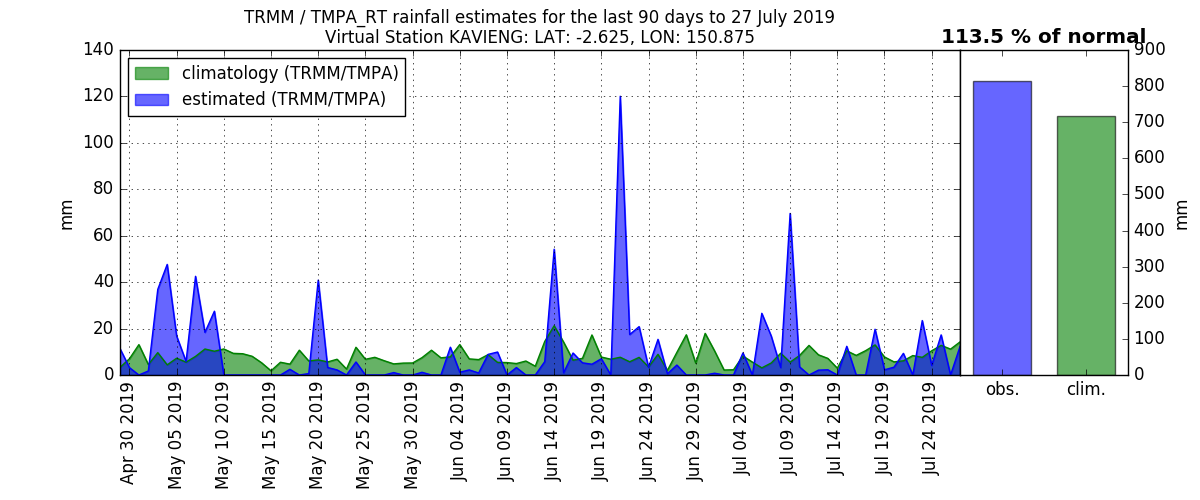 TRMM / TMPA_RT rainfall estimates for the last 90 days to 27 July 2019
Virtual Station KAVIENG: LAT: -2.625, LON: 150.875
113.5 % of normal
climatology (TRMM/TMPA)
estimated (TRMM/TMPA)
mm
140
120
100
80
60
40
20
0
Apr 30 2019
May 05 2019
May 10 2019
May 15 2019
May 20 2019
May 25 2019
May 30 2019
Jun 04 2019
Jun 09 2019
Jun 14 2019
Jun 19 2019
Jun 24 2019
Jun 29 2019
Jul 04 2019
Jul 09 2019
Jul 14 2019
Jul 19 2019
Jul 24 2019
obs.
clim.
900
800
700
600
500
400
300
200
100
0
mm